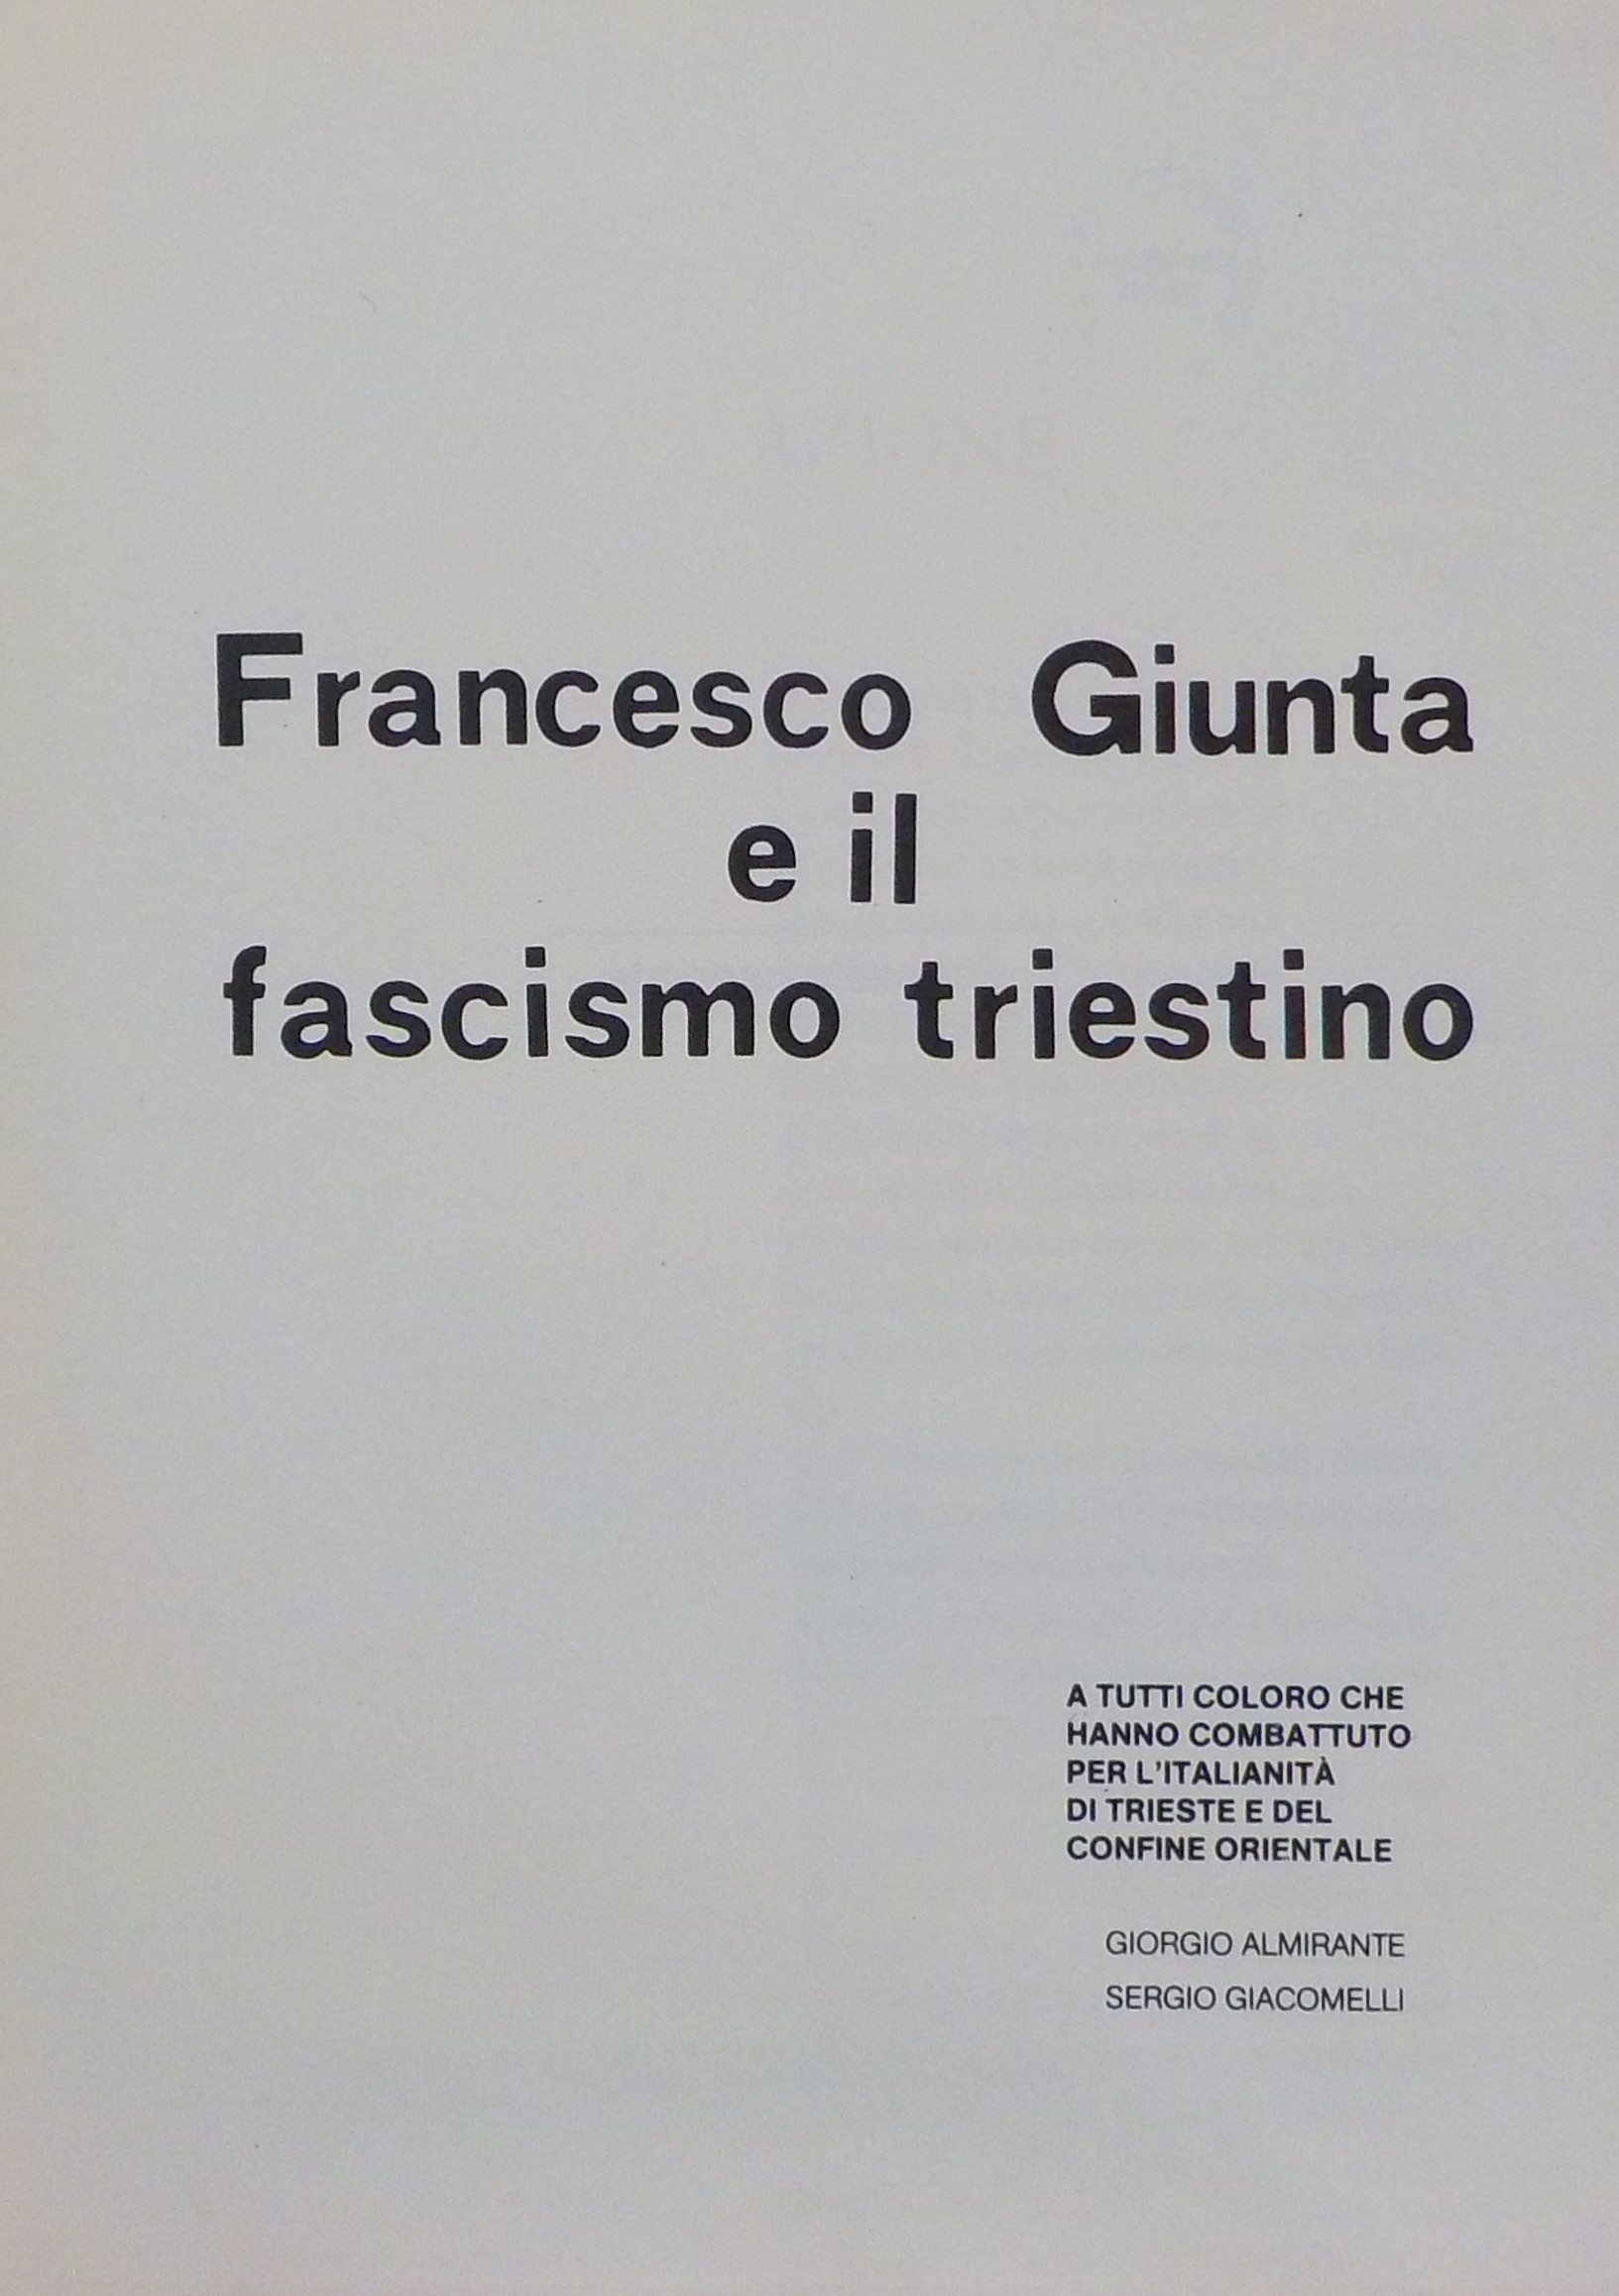 Francesco Giunta
e il
fascismo triestino
A TUTTI COLORO CHE
HANNO COMBATTUTO
PER L'ITALIANITÀ
DI TRIESTE E DEL
CONFINE ORIENTALE
GIORGIO ALMIRANTE
SERGIO GIACOMELLI